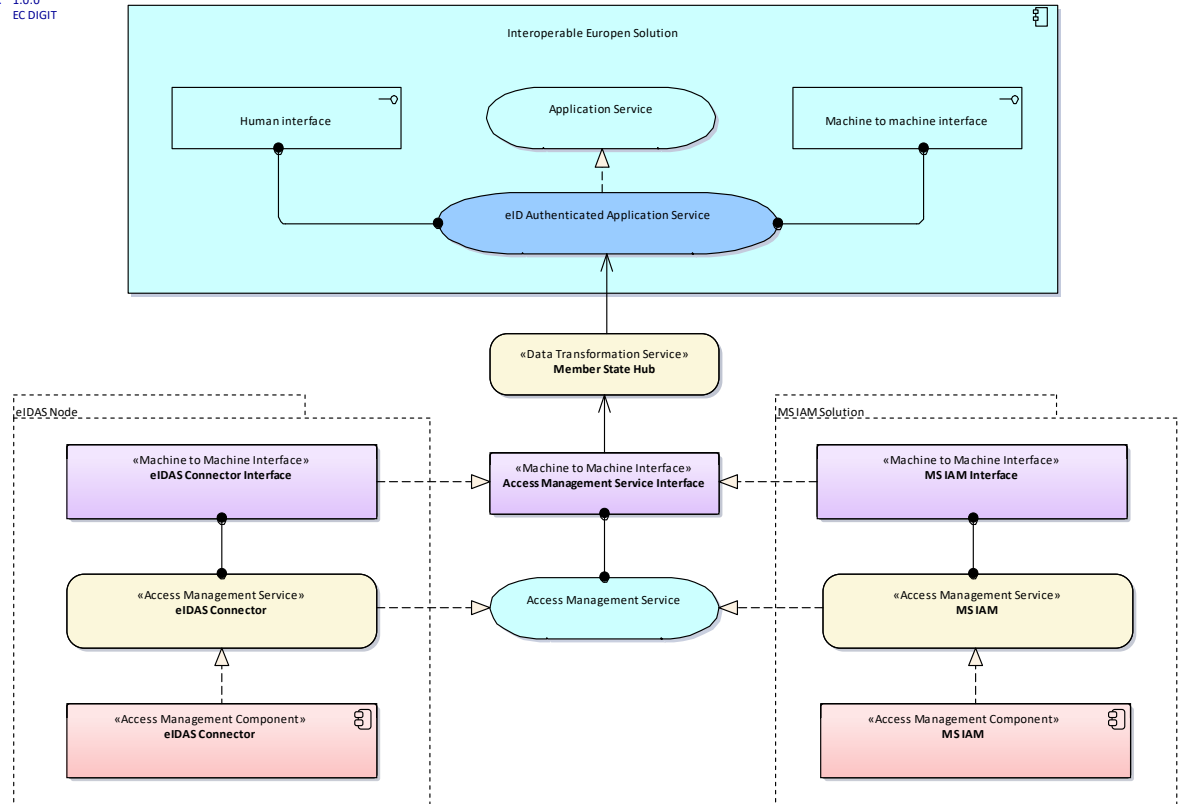 1.0.0
EC DIGIT
Interoperable Europen Solution
Human interface
Application Service
Machine to machine interface
eID Authenticated Application Service
«Data Transformation Service»
Member State Hub
eIDAS Node
MS IAM Solution
«Machine to Machine Interface»
eIDAS Connector Interface
«Machine to Machine Interface»
Access Management Service Interface
«Machine to Machine Interface»
MS IAM Interface
«Access Management Service»
eIDAS Connector
Access Management Service
«Access Management Service»
MS IAM
«Access Management Component»
eIDAS Connector
«Access Management Component»
MS IAM